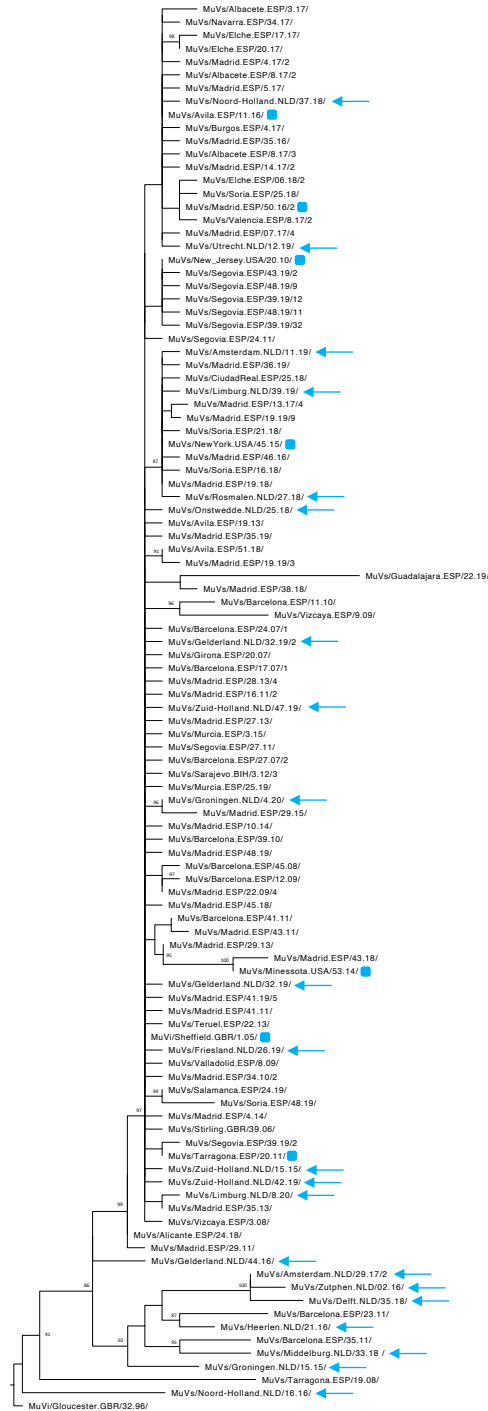 MuVs/Albacete.ESP/3.17/
MuVs/Navarra.ESP/34.17/
MuVs/Elche.ESP/17.17/
98
MuVs/Elche.ESP/20.17/
MuVs/Madrid.ESP/4.17/2
MuVs/Albacete.ESP/8.17/2
MuVs/Madrid.ESP/5.17/
MuVs/Noord-Holland.NLD/37.18/
MuVs/Avila.ESP/11.16/
MuVs/Burgos.ESP/4.17/
MuVs/Madrid.ESP/35.16/
MuVs/Albacete.ESP/8.17/3
MuVs/Madrid.ESP/14.17/2
MuVs/Elche.ESP/06.18/2
MuVs/Soria.ESP/25.18/
MuVs/Madrid.ESP/50.16/2
MuVs/Valencia.ESP/8.17/2
MuVs/Madrid.ESP/07.17/4
MuVs/Utrecht.NLD/12.19/
MuVs/New_Jersey.USA/20.10/
MuVs/Segovia.ESP/43.19/2
MuVs/Segovia.ESP/48.19/9
MuVs/Segovia.ESP/39.19/12
MuVs/Segovia.ESP/48.19/11
MuVs/Segovia.ESP/39.19/32
MuVs/Segovia.ESP/24.11/
MuVs/Amsterdam.NLD/11.19/
MuVs/Madrid.ESP/36.19/
MuVs/CiudadReal.ESP/25.18/
MuVs/Limburg.NLD/39.19/
MuVs/Madrid.ESP/13.17/4
MuVs/Madrid.ESP/19.19/9
MuVs/Soria.ESP/21.18/
MuVs/NewYork.USA/45.15/
MuVs/Madrid.ESP/46.16/
97
MuVs/Soria.ESP/16.18/
MuVs/Madrid.ESP/19.18/
MuVs/Rosmalen.NLD/27.18/
MuVs/Onstwedde.NLD/25.18/
MuVs/Avila.ESP/19.13/
MuVs/Madrid.ESP/35.19/
MuVs/Avila.ESP/51.18/
91
MuVs/Madrid.ESP/19.19/3
MuVs/Guadalajara.ESP/22.19/
MuVs/Madrid.ESP/38.18/
MuVs/Barcelona.ESP/11.10/
96
MuVs/Vizcaya.ESP/9.09/
MuVs/Barcelona.ESP/24.07/1
MuVs/Gelderland.NLD/32.19/2
MuVs/Girona.ESP/20.07/
MuVs/Barcelona.ESP/17.07/1
MuVs/Madrid.ESP/28.13/4
MuVs/Madrid.ESP/16.11/2
MuVs/Zuid-Holland.NLD/47.19/
MuVs/Madrid.ESP/27.13/
MuVs/Murcia.ESP/3.15/
MuVs/Segovia.ESP/27.11/
MuVs/Barcelona.ESP/27.07/2
MuVs/Sarajevo.BIH/3.12/3
MuVs/Murcia.ESP/25.19/
MuVs/Groningen.NLD/4.20/
96
MuVs/Madrid.ESP/29.15/
MuVs/Madrid.ESP/10.14/
MuVs/Barcelona.ESP/39.10/
MuVs/Madrid.ESP/48.19/
MuVs/Barcelona.ESP/45.08/
97
MuVs/Barcelona.ESP/12.09/
MuVs/Madrid.ESP/22.09/4
MuVs/Madrid.ESP/45.18/
MuVs/Barcelona.ESP/41.11/
MuVs/Madrid.ESP/43.11/
MuVs/Madrid.ESP/29.13/
95
MuVs/Madrid.ESP/43.18/
100
MuVs/Minessota.USA/53.14/
MuVs/Gelderland.NLD/32.19/
MuVs/Madrid.ESP/41.19/5
MuVs/Madrid.ESP/41.11/
MuVs/Teruel.ESP/22.13/
MuVi/Sheffield.GBR/1.05/
MuVs/Friesland.NLD/26.19/
MuVs/Valladolid.ESP/8.09/
MuVs/Madrid.ESP/34.10/2
MuVs/Salamanca.ESP/24.19/
94
MuVs/Soria.ESP/48.19/
97
MuVs/Madrid.ESP/4.14/
MuVs/Stirling.GBR/39.06/
MuVs/Segovia.ESP/39.19/2
MuVs/Tarragona.ESP/20.11/
MuVs/Zuid-Holland.NLD/15.15/
MuVs/Zuid-Holland.NLD/42.19/
MuVs/Limburg.NLD/8.20/
MuVs/Madrid.ESP/35.13/
99
MuVs/Vizcaya.ESP/3.08/
MuVs/Alicante.ESP/24.18/
MuVs/Madrid.ESP/29.11/
MuVs/Gelderland.NLD/44.16/
MuVs/Amsterdam.NLD/29.17/2
86
100
MuVs/Zutphen.NLD/02.16/
MuVs/Delft.NLD/35.18/
MuVs/Barcelona.ESP/23.11/
87
MuVs/Heerlen.NLD/21.16/
91
92
MuVs/Barcelona.ESP/35.11/
95
MuVs/Middelburg.NLD/33.18 /
MuVs/Groningen.NLD/15.15/
MuVs/Tarragona.ESP/19.08/
MuVs/Noord-Holland.NLD/16.16/
MuVi/Gloucester.GBR/32.96/